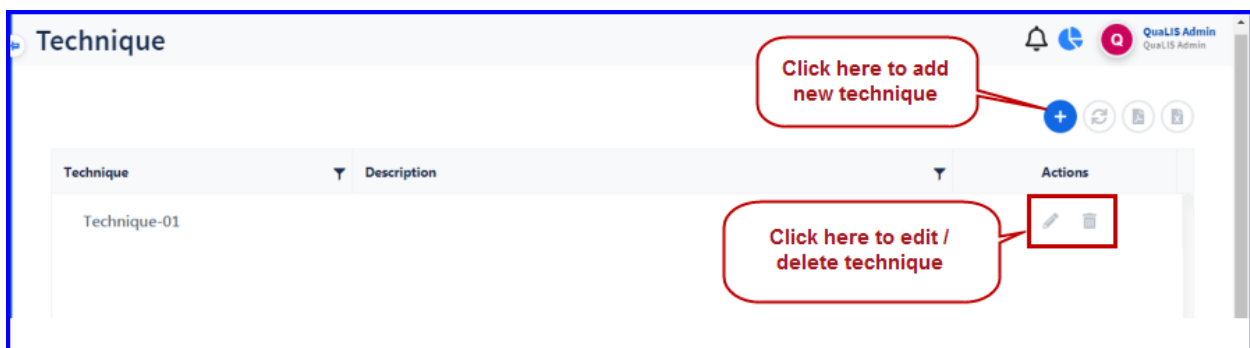 Technique
QuaLIS Admin
QuaLIS Admin
Q
Click here to add
new technique
+
Technique
Description
Actions
Technique-01
Click here to edit /
delete technique